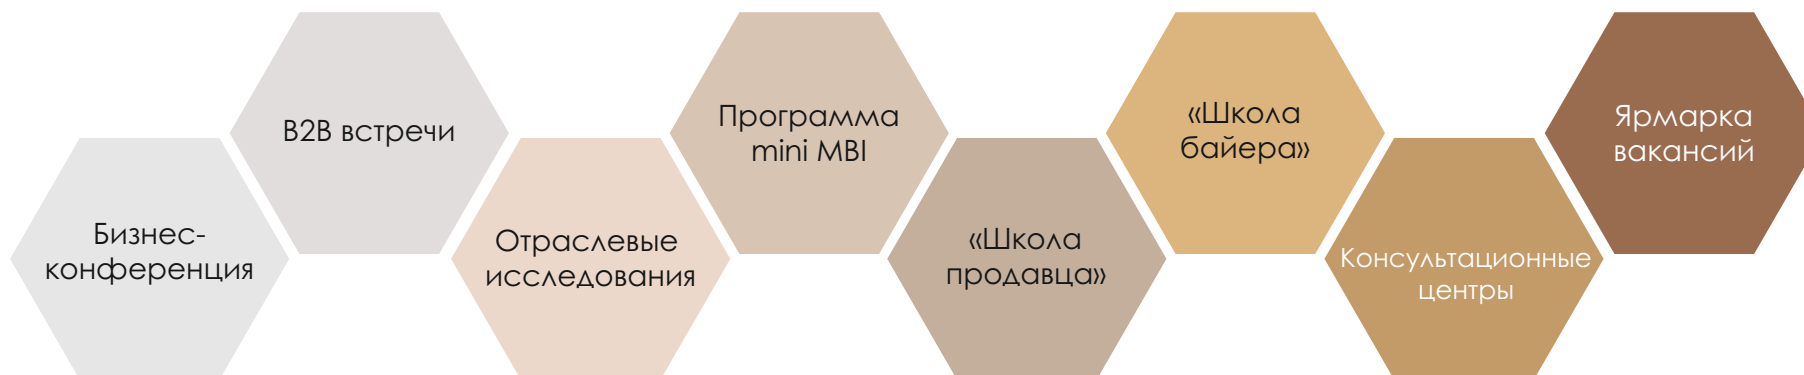 Бизнес-
конференция
B2B встречи
Отраслевые
исследования
Программа
mini MBI
«Школа
продавца»
«Школа
байера»
Консультационные
центры
Ярмарка
вакансий